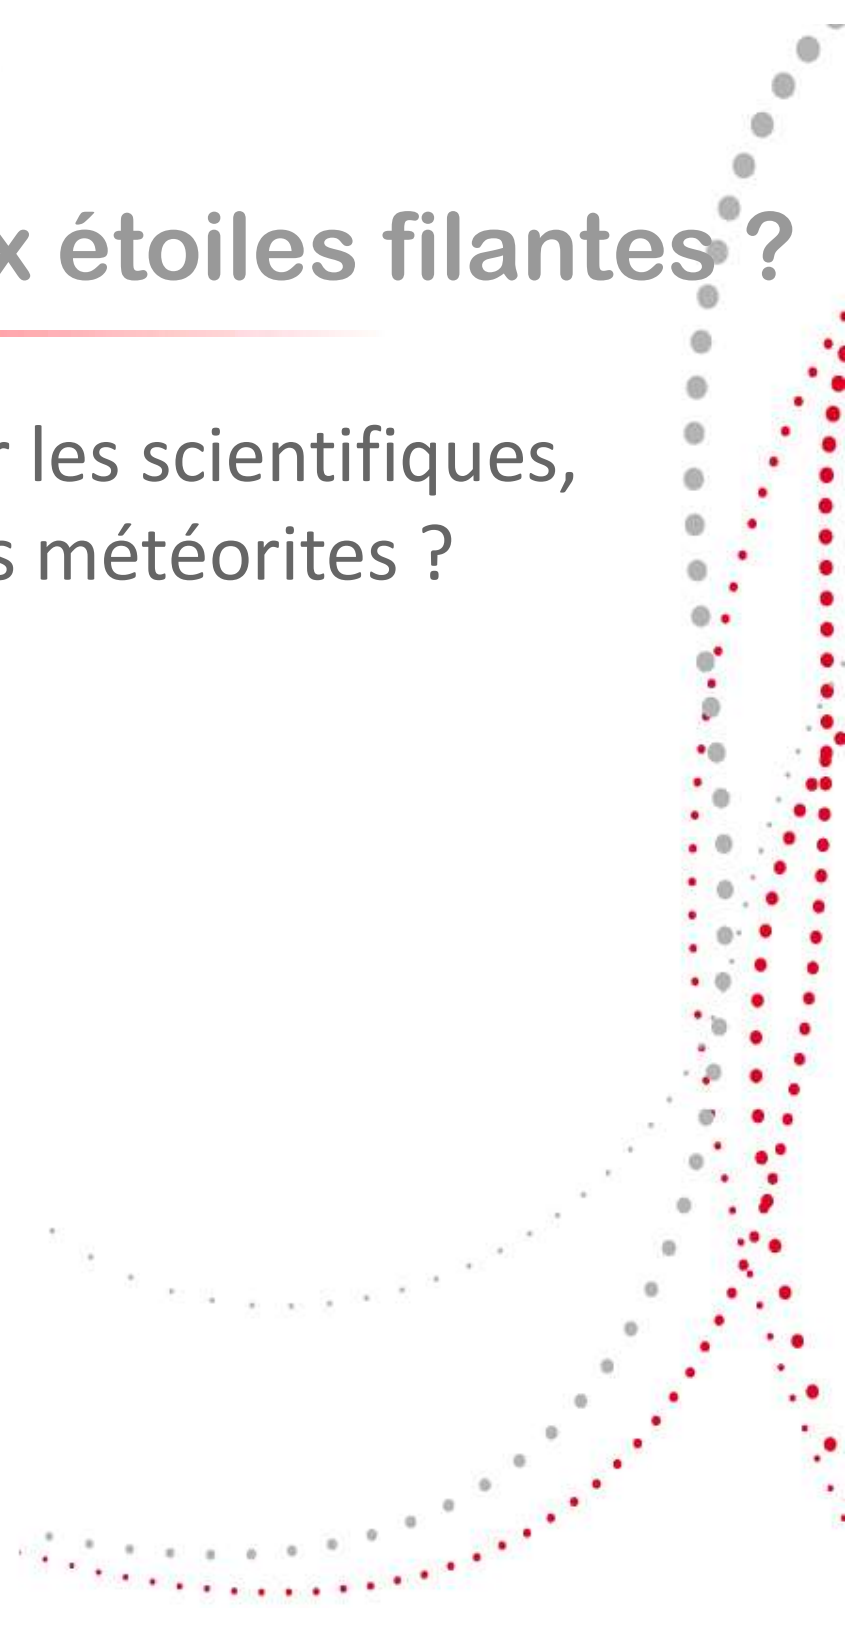 x étoiles filantes ?
r les scientifiques,
s météorites ?